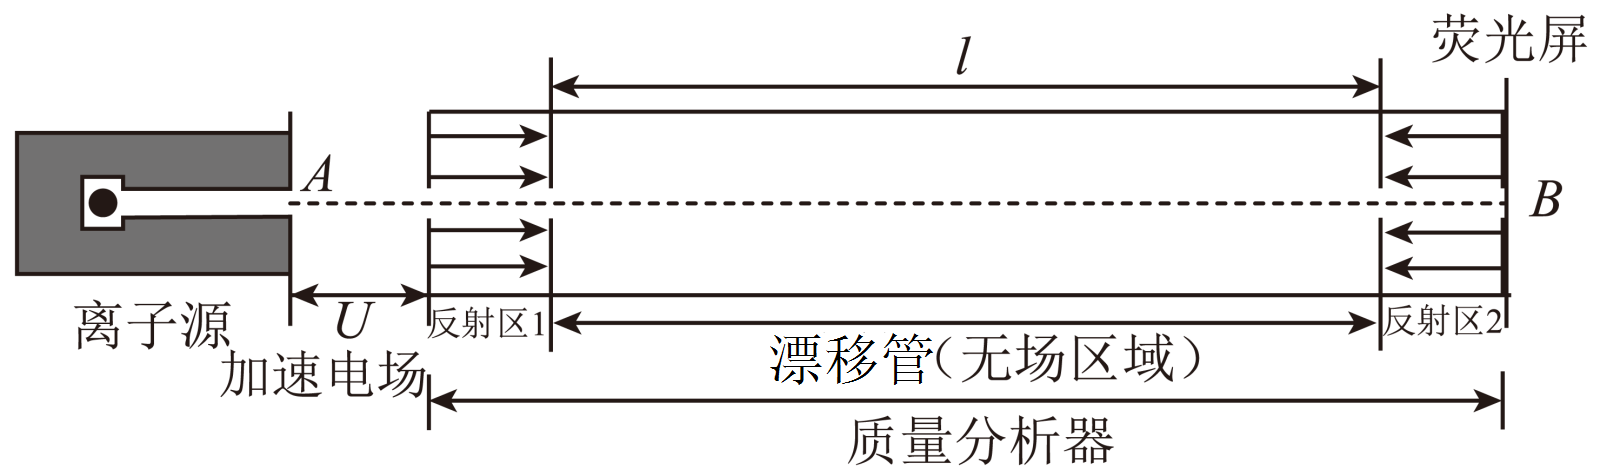 荧光屏
l
A
B
离子源
U
反射区1
反射区2
加速电场
漂移管(无场区域)
质量分析器